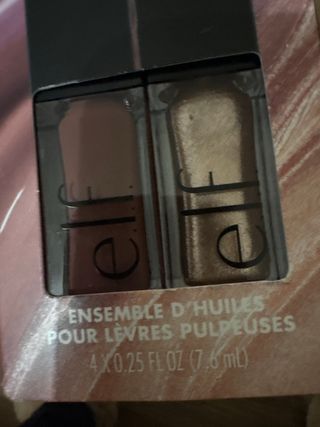 e.l.f.
e.l.f.
ENSEMBLE D'HUILES
POUR LÈVRES PULPEUSES
4 X 0.25 FL OZ (7.6 mL)